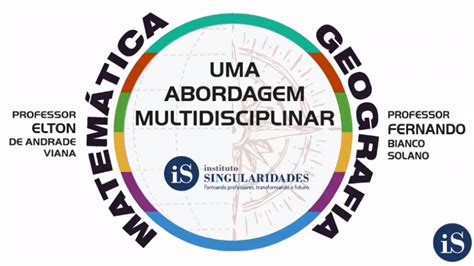 MATEMÁTICA
GEOGRAFIA
UMA
ABORDAGEM
MULTIDISCIPLINAR
PROFESSOR
ELTON
DE ANDRADE
VIANA
PROFESSOR
FERNANDO
BIANCO
SOLANO
iS
instituto
SINGULARIDADES
Formando professores, transformando o futuro.
iS